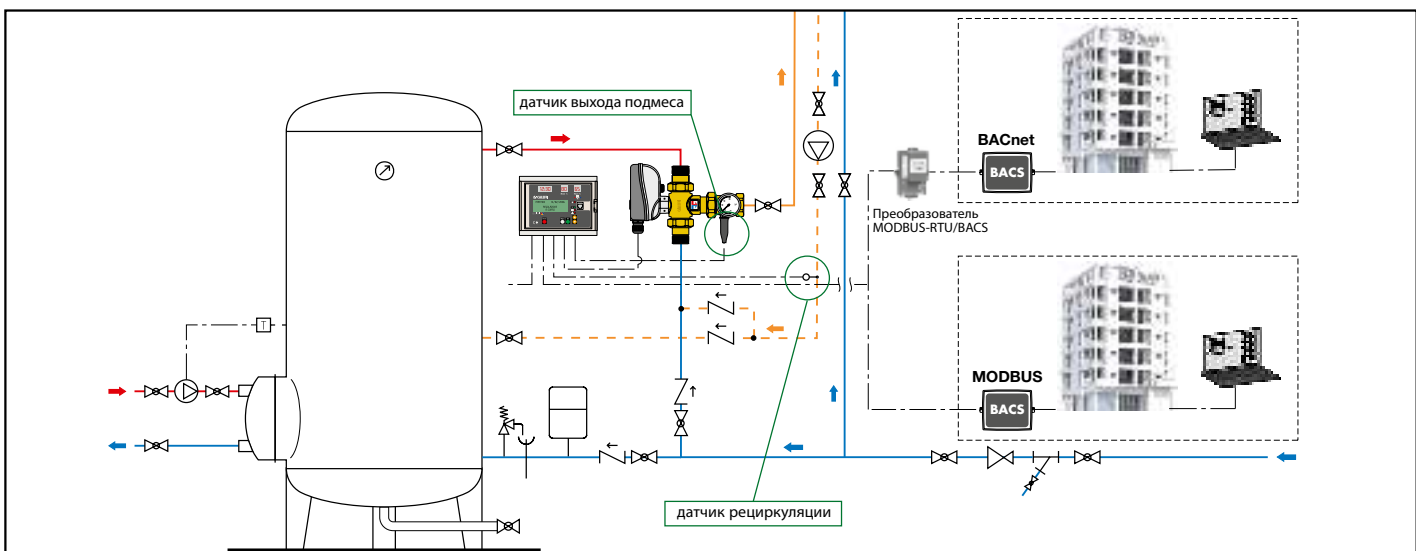 датчик выхода подмеса
BACnet
BACS
Преобразователь
MODBUS-RTU/BACS
T
MODBUS
BACS
датчик рециркуляции